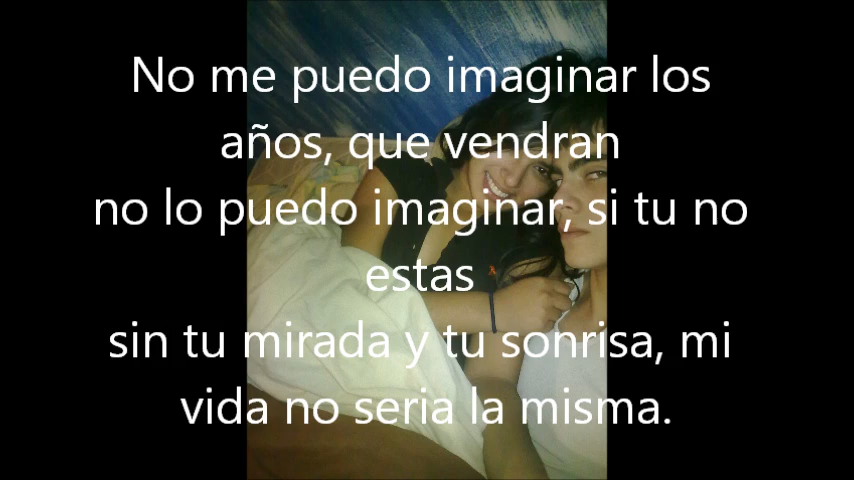 No me puedo imaginar los
años, que vendran
no lo puedo imaginar, si tu no
estas
sin tu mirada y tu sonrisa, mi
vida no seria la misma.